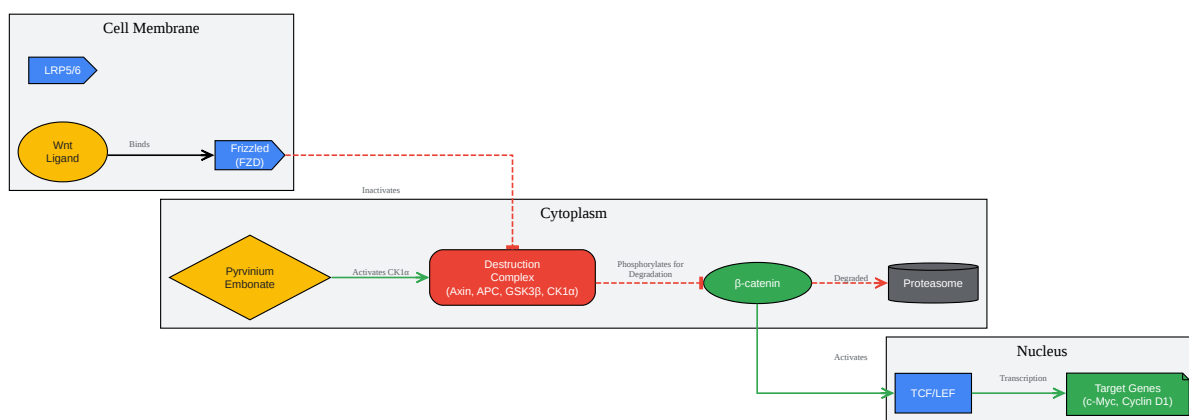 Cell Membrane
LRP5/6
Wnt
Ligand
Binds
Frizzled
(FZD)
Inactivates
Cytoplasm
Pyrvinium
Embonate
Activates CK1α
Destruction
Complex
(Axin, APC, GSK3β, CK1α)
Phosphorylates for
Degradation
β-catenin
Degraded
Proteasome
Activates
Nucleus
TCF/LEF
Transcription
Target Genes
(c-Myc, Cyclin D1)